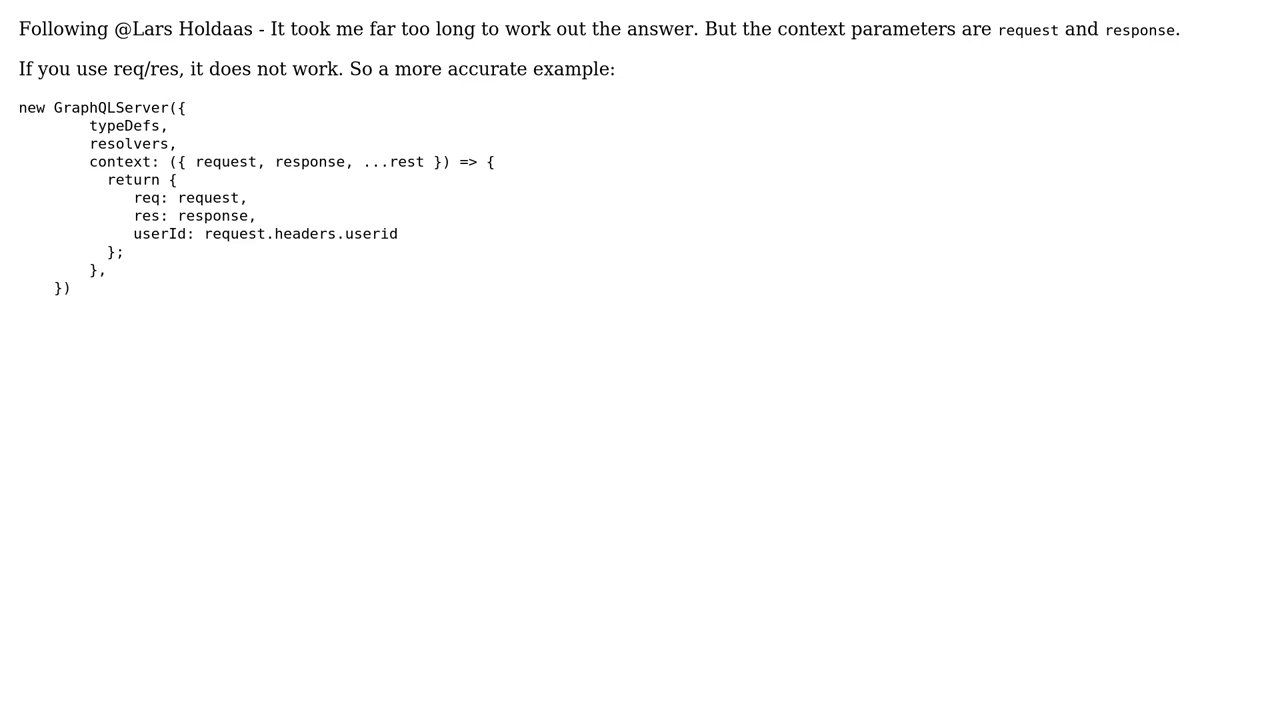 Following @Lars Holdaas - It took me far too long to work out the answer. But the context parameters are request and response.
If you use req/res, it does not work. So a more accurate example:
new GraphQLServer({
        typeDefs,
        resolvers,
        context: ({ request, response, ...rest }) => {
          return {
             req: request,
             res: response,
             userId: request.headers.userid
          };
        },
    })